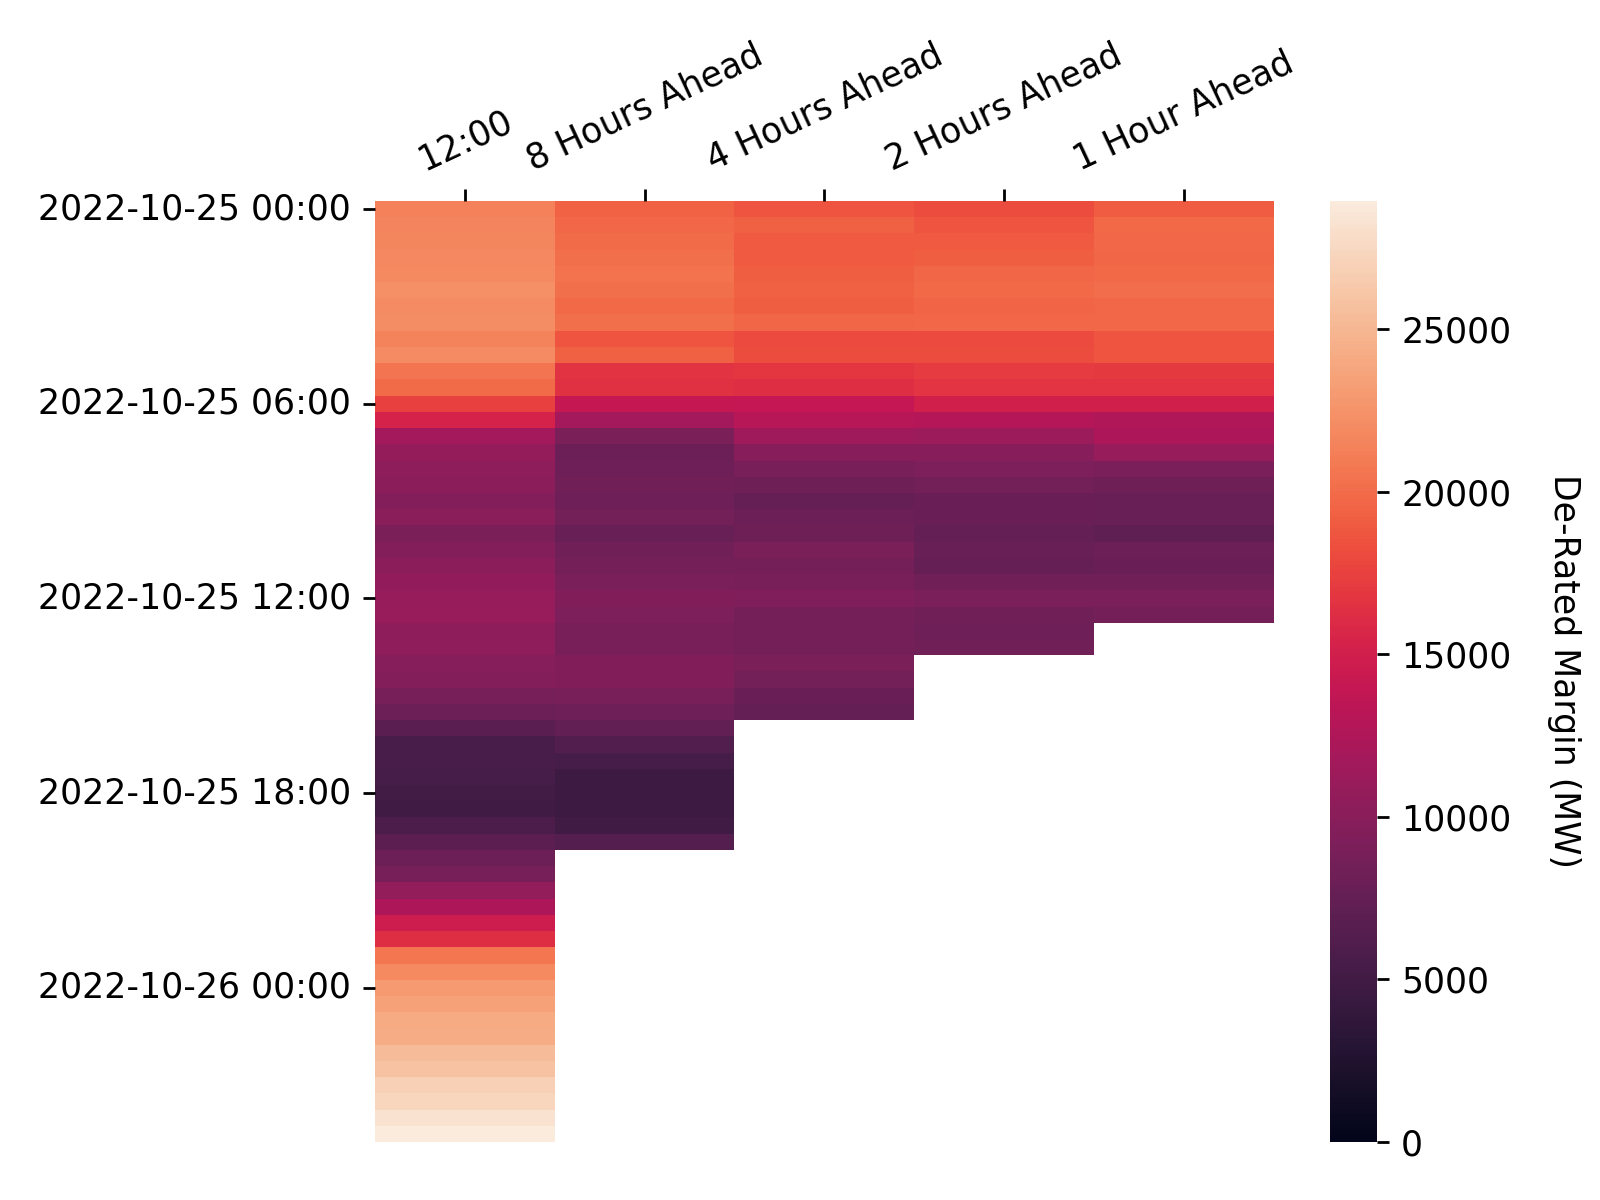 12:00
8 Hours Ahead
4 Hours Ahead
2 Hours Ahead
1 Hour Ahead
2022-10-25 00:00
2022-10-25 06:00
2022-10-25 12:00
2022-10-25 18:00
2022-10-26 00:00
25000
20000
15000
10000
5000
0
De-Rated Margin (MW)